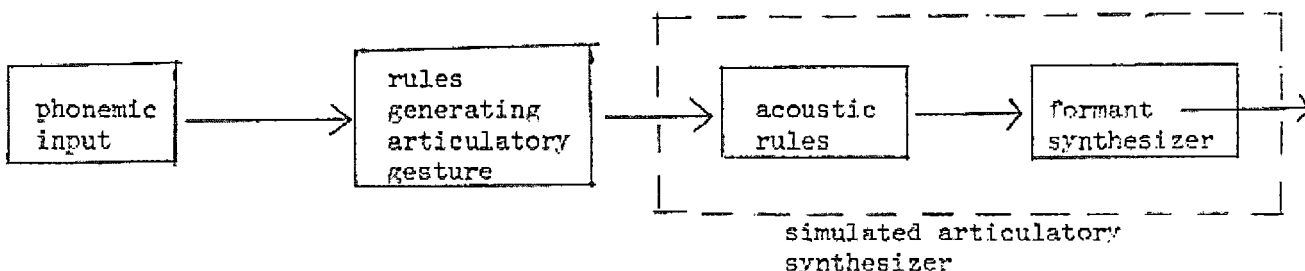 phonemic
input
rules
generating
articulatory
gesture
acoustic
rules
formant
synthesizer
simulated articulatory
synthesizer